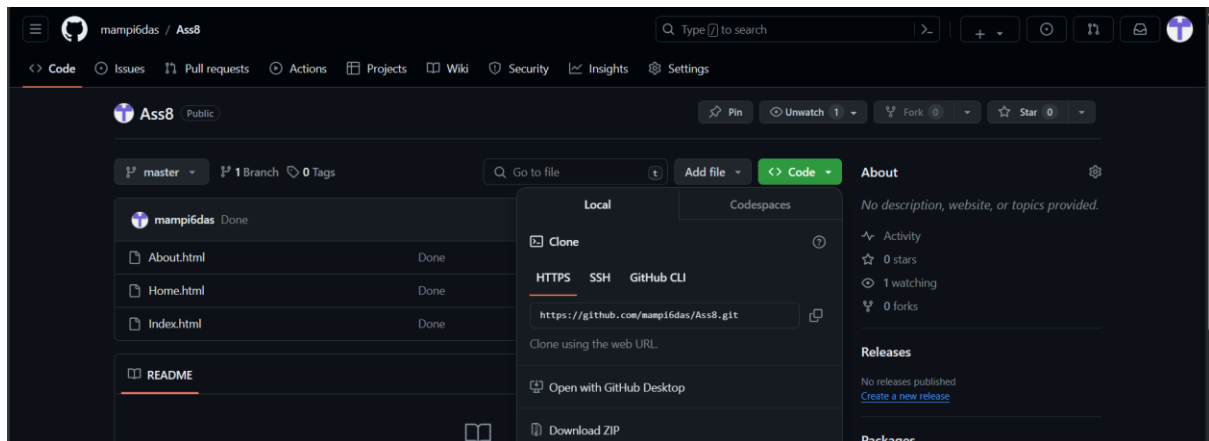 mampi6das / Ass8
Type / to search
Code Issues Pull requests Actions Projects Wiki Security Insights Settings
Ass8 Public
Pin Unwatch 1 Fork 0 Star 0
master 1 Branch 0 Tags
Go to file t Add file Code
mampi6das Done
About.html Done
Home.html Done
Index.html Done
README
Local Codespaces
Clone
HTTPS SSH GitHub CLI
https://github.com/mampi6das/Ass8.git
Clone using the web URL.
Open with GitHub Desktop
Download ZIP
About
No description, website, or topics provided.
Activity
0 stars
1 watching
0 forks
Releases
No releases published
Create a new release
Packages